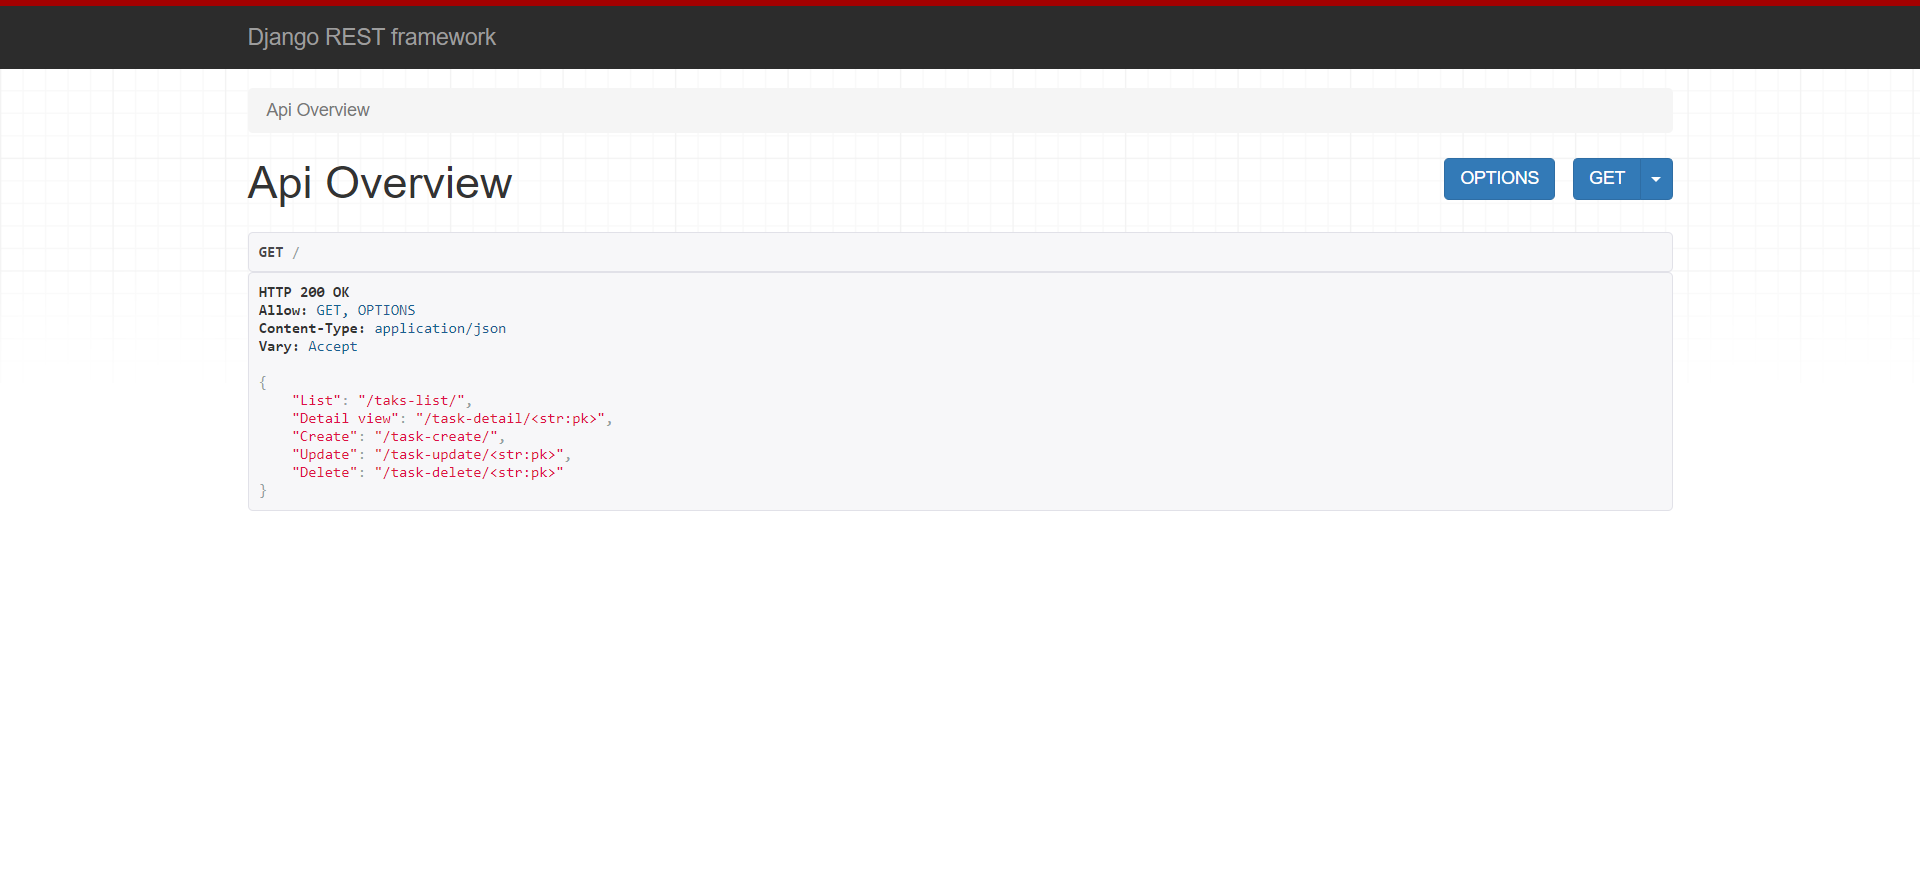 Django REST framework
Api Overview
Api Overview
OPTIONS
GET
GET /
HTTP 200 OK
Allow: GET, OPTIONS
Content-Type: application/json
Vary: Accept
{
    "List": "/taks-list/",
    "Detail view": "/task-detail/<str:pk>",
    "Create": "/task-create/",
    "Update": "/task-update/<str:pk>",
    "Delete": "/task-delete/<str:pk>"
}